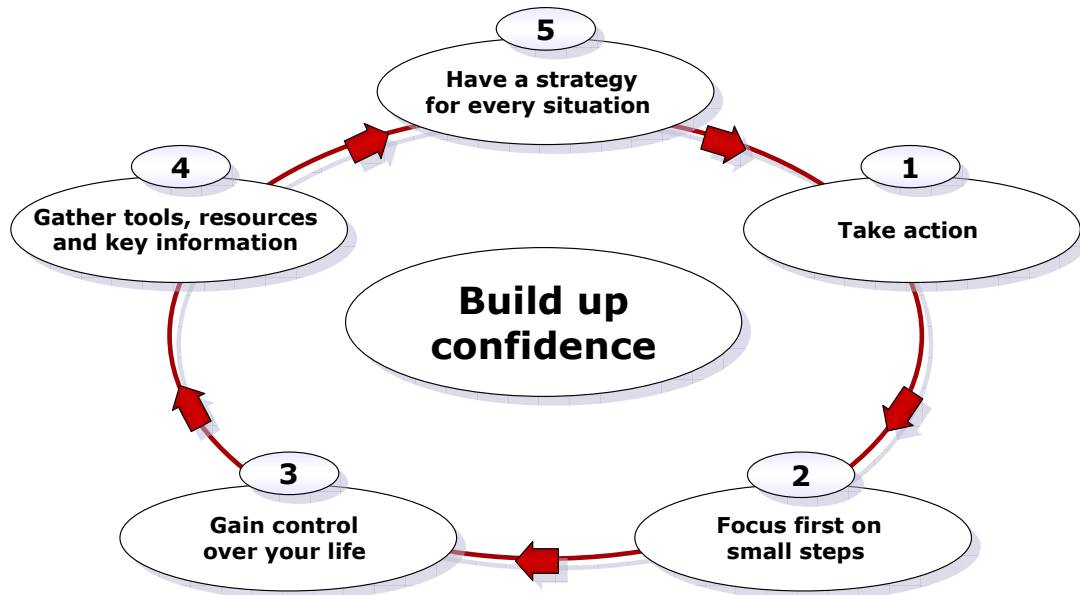 5
Have a strategy
for every situation
4
Gather tools, resources
and key information
1
Take action
Build up
confidence
3
Gain control
over your life
2
Focus first on
small steps